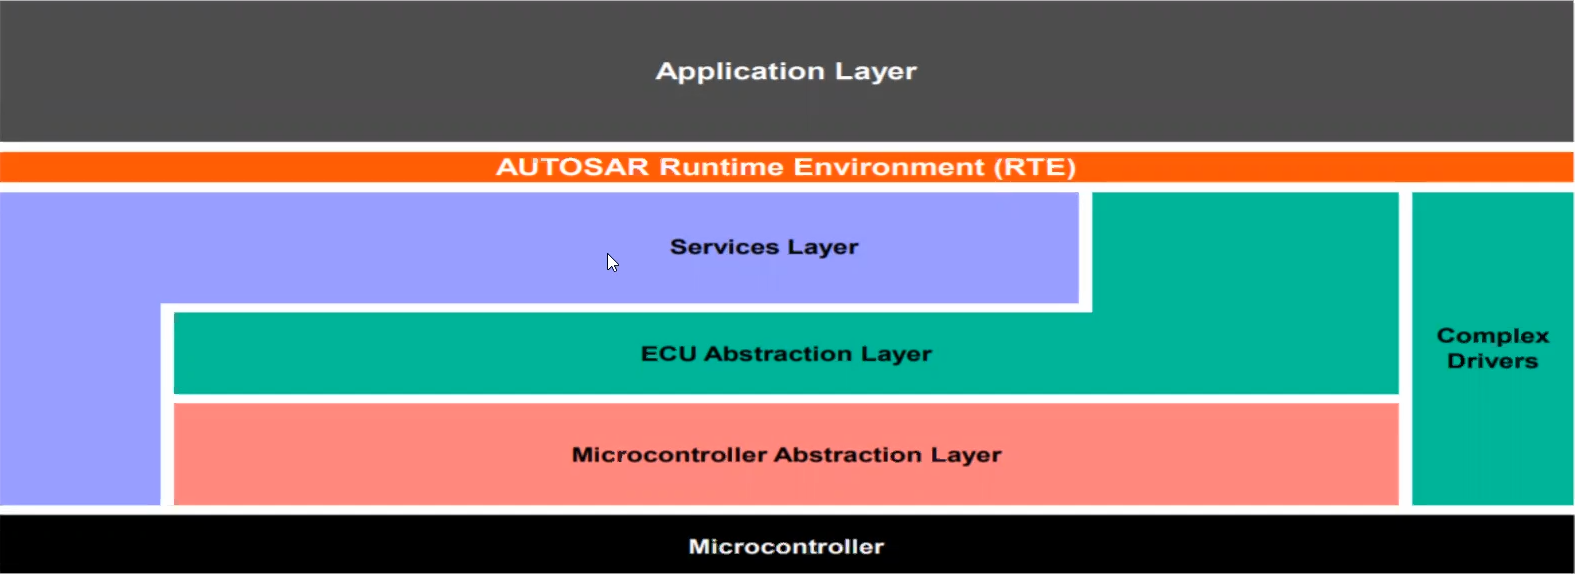 Application Layer
AUTOSAR Runtime Environment (RTE)
Services Layer
ECU Abstraction Layer
Complex
Drivers
Microcontroller Abstraction Layer
Microcontroller